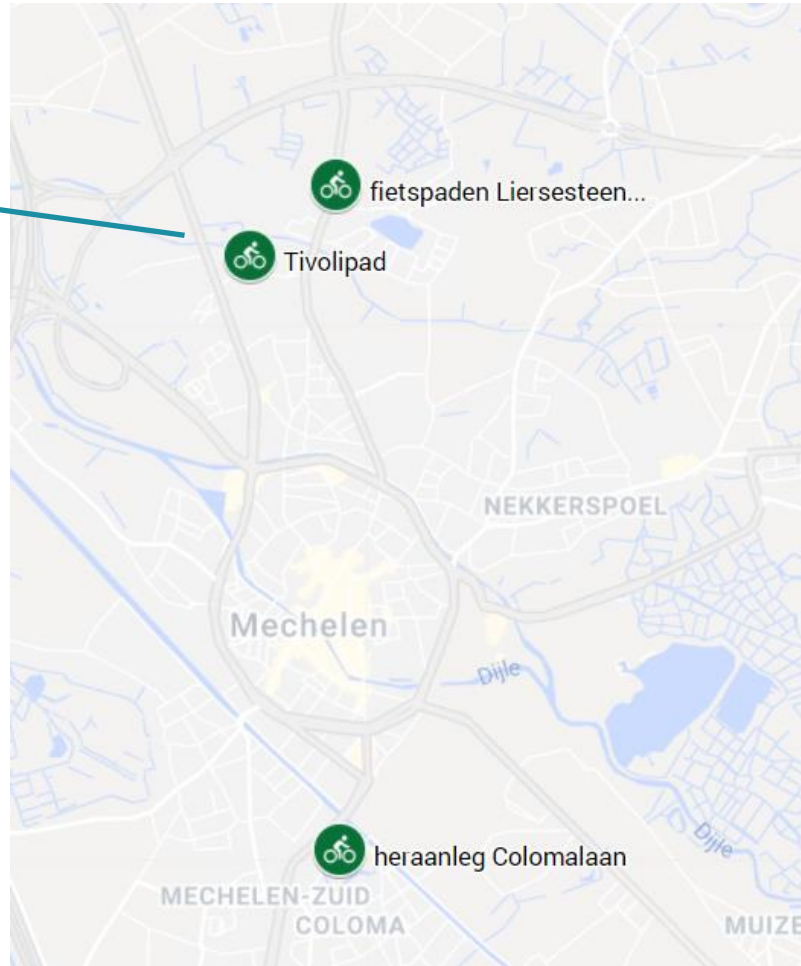 fietspaden Liersesteen...
Tivolipad
NEKKERSPOEL
Mechelen
Dijle
Dijle
heraanleg Colomalaan
MECHELEN-ZUID
COLOMA
MUIZE